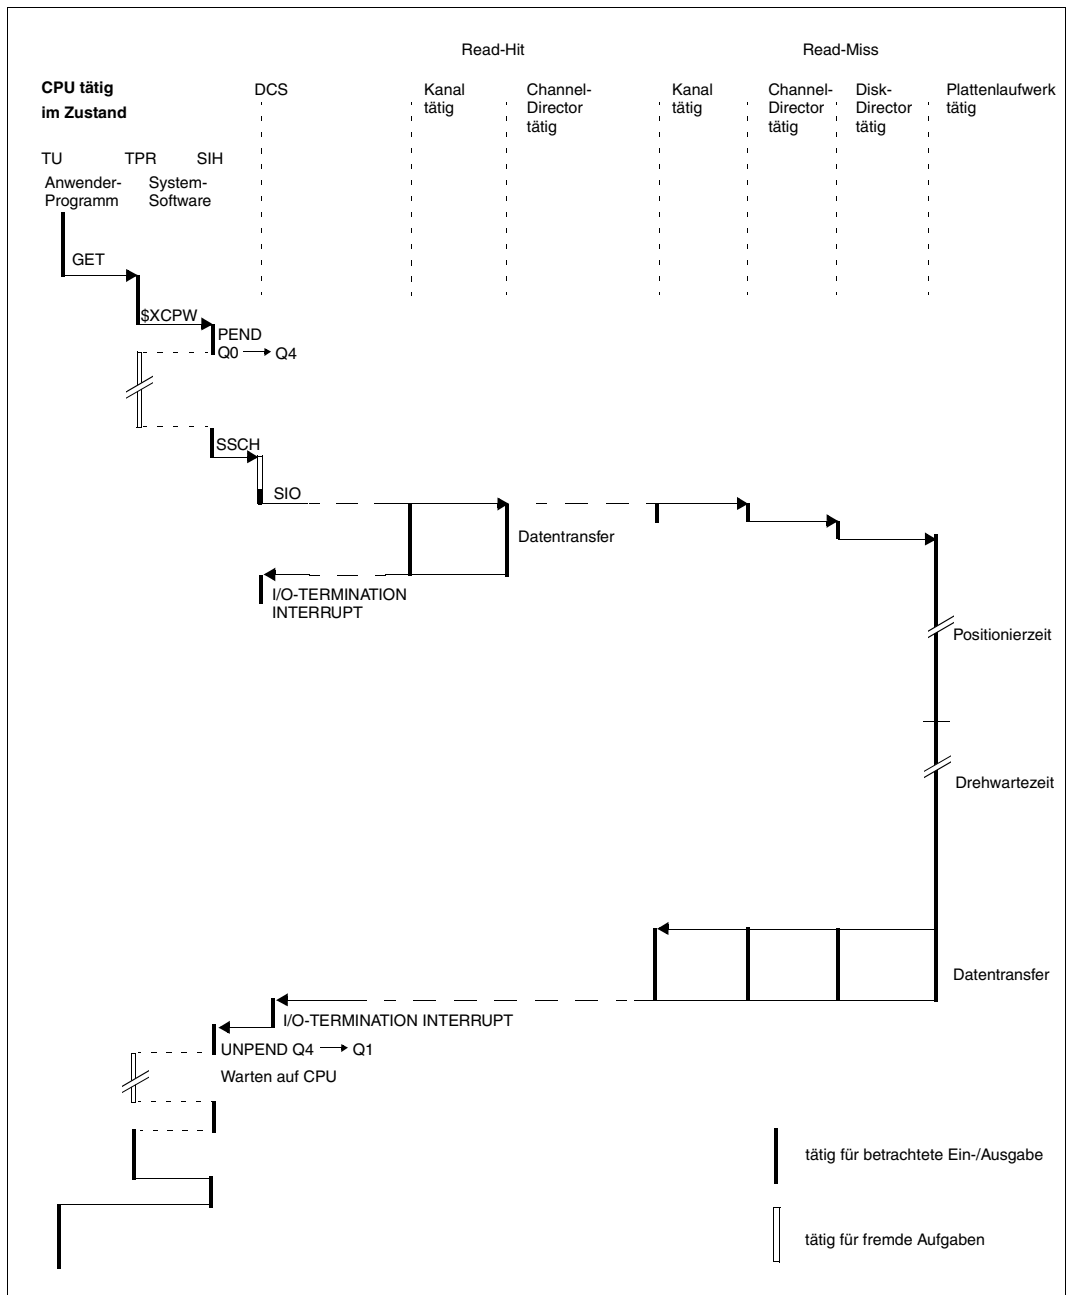 Read-Hit
Read-Miss
CPU tätig
im Zustand
DCS
Kanal
tätig
Channel-
Director
tätig
Kanal
tätig
Channel-
Director
tätig
Disk-
Director
tätig
Plattenlaufwerk
tätig
TU
TPR
SIH
Anwender-
Programm
System-
Software
GET
$XCPW
PEND
Q0 Q4
SSCH
SIO
Datentransfer
I/O-TERMINATION
INTERRUPT
Positionierzeit
Drehwartezeit
Datentransfer
I/O-TERMINATION INTERRUPT
UNPEND Q4 Q1
Warten auf CPU
tätig für betrachtete Ein-/Ausgabe
tätig für fremde Aufgaben